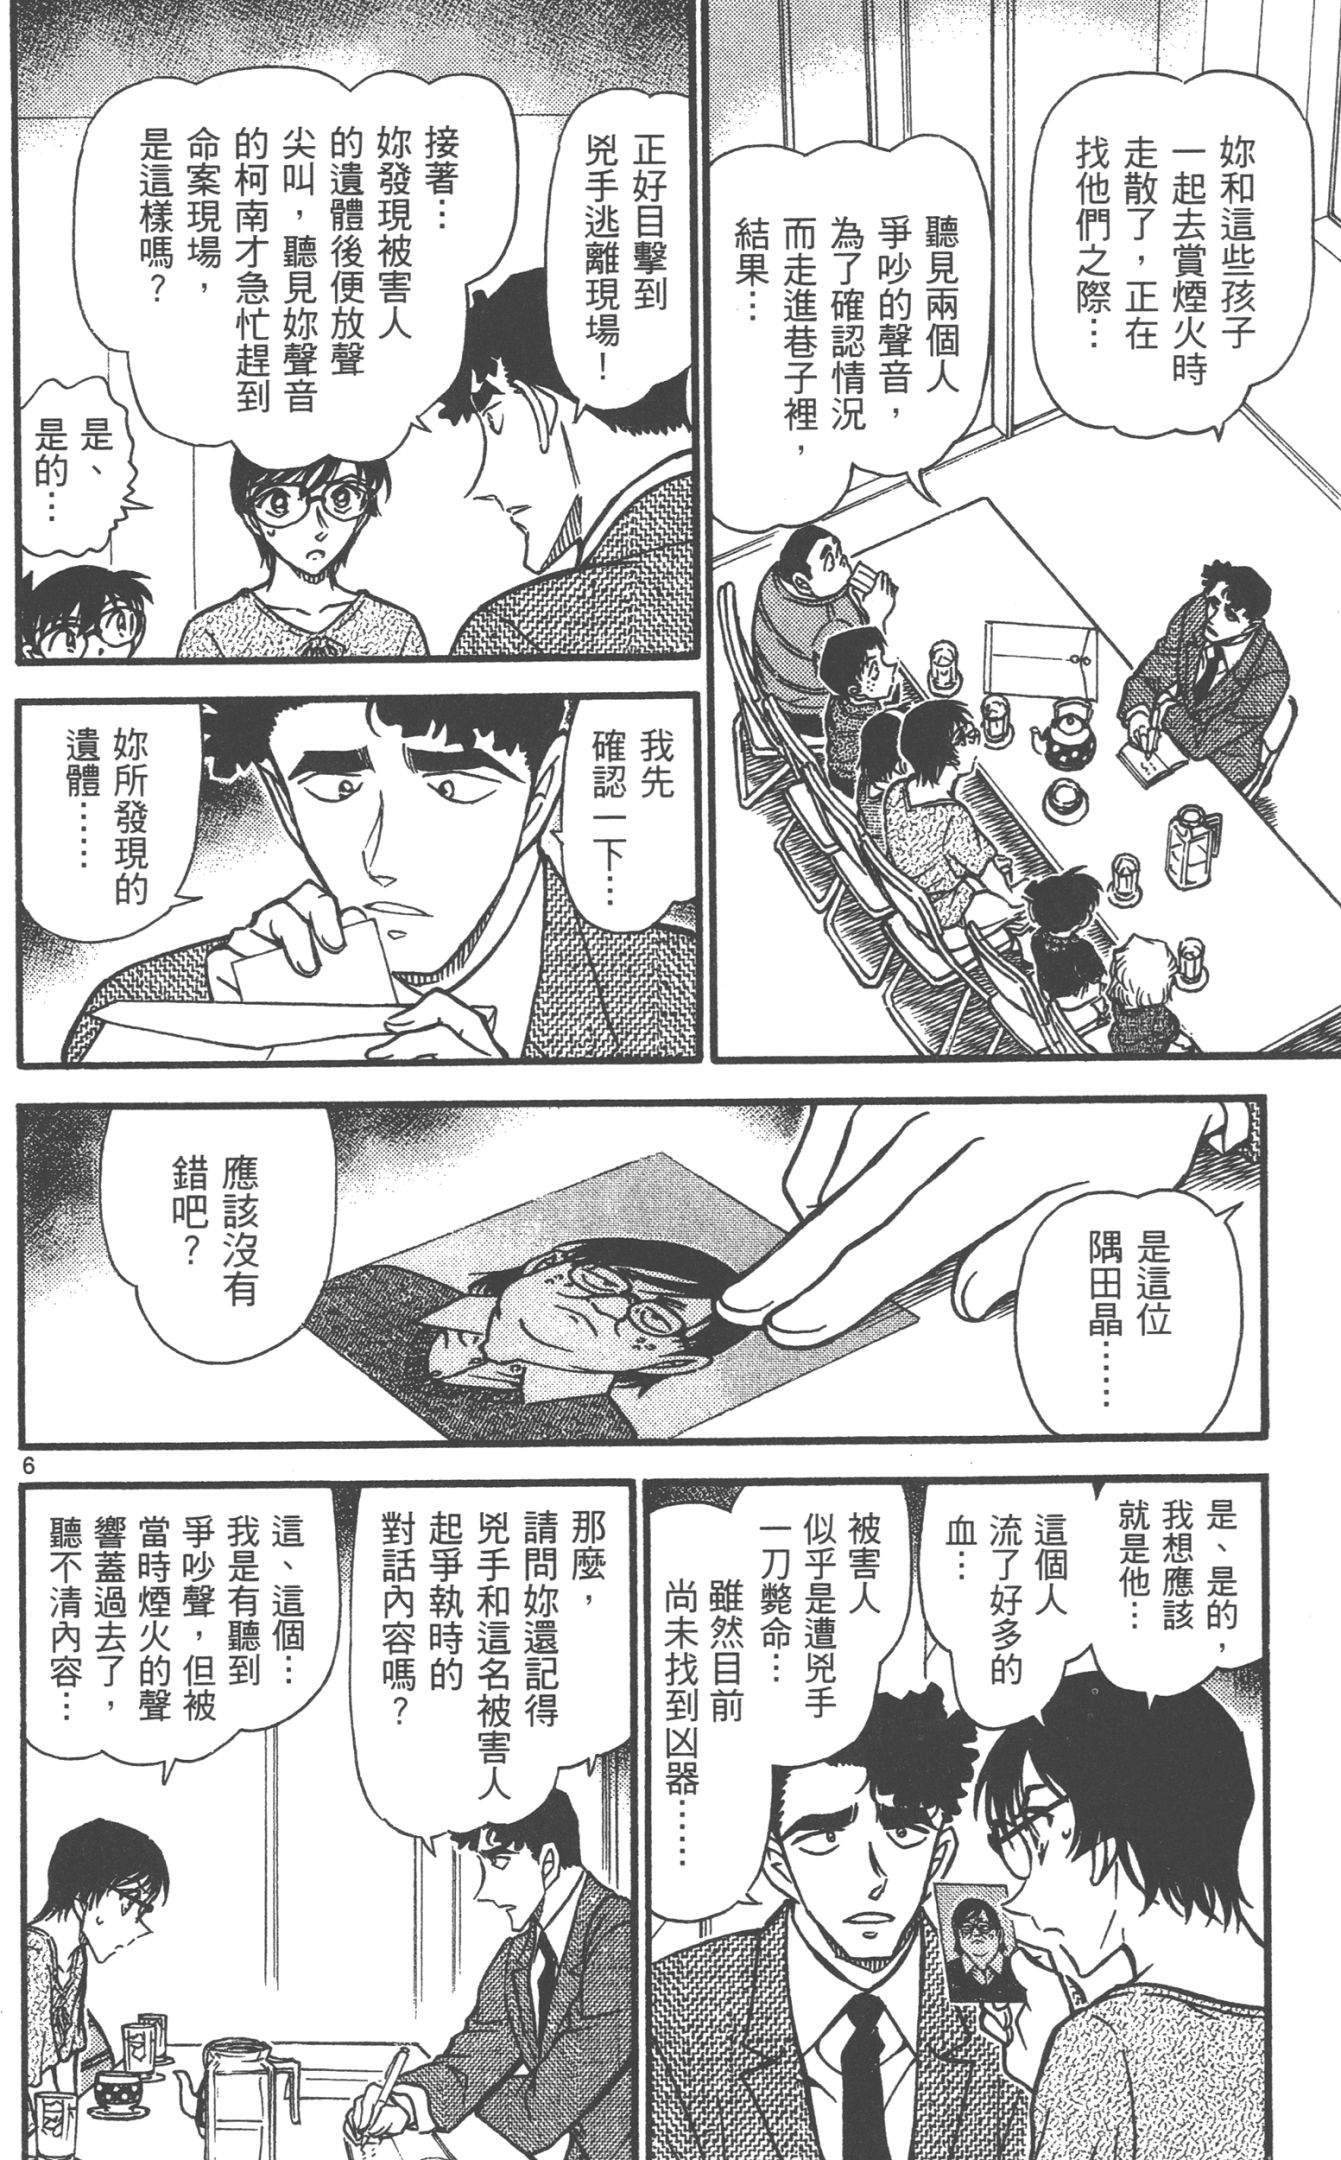 妳和這些孩子
一起去賞煙火時
走散了，正在
找他們之際…
聽見兩個人
爭吵的聲音，
為了確認情況
而走進巷子裡，
結果…
正好目擊到
兇手逃離現場！
接著…
妳發現被害人
的遺體後便放聲
尖叫，聽見妳聲音
的柯南才急忙趕到
命案現場，
是這樣嗎？
是、
是的…
我先
確認一下…
妳所發現的
遺體……
是這位
隅田晶……
應該沒有
錯吧？
是、是的，
我想應該
就是他…
這個人
流了好多的
血…
被害人
似乎是遭兇手
一刀斃命…
雖然目前
尚未找到凶器……
那麼，
請問妳還記得
兇手和這名被害人
起爭執時的
對話內容嗎？
這、這個…
我是有聽到
爭吵聲，但被
當時煙火的聲
響蓋過去了，
聽不清內容…
6